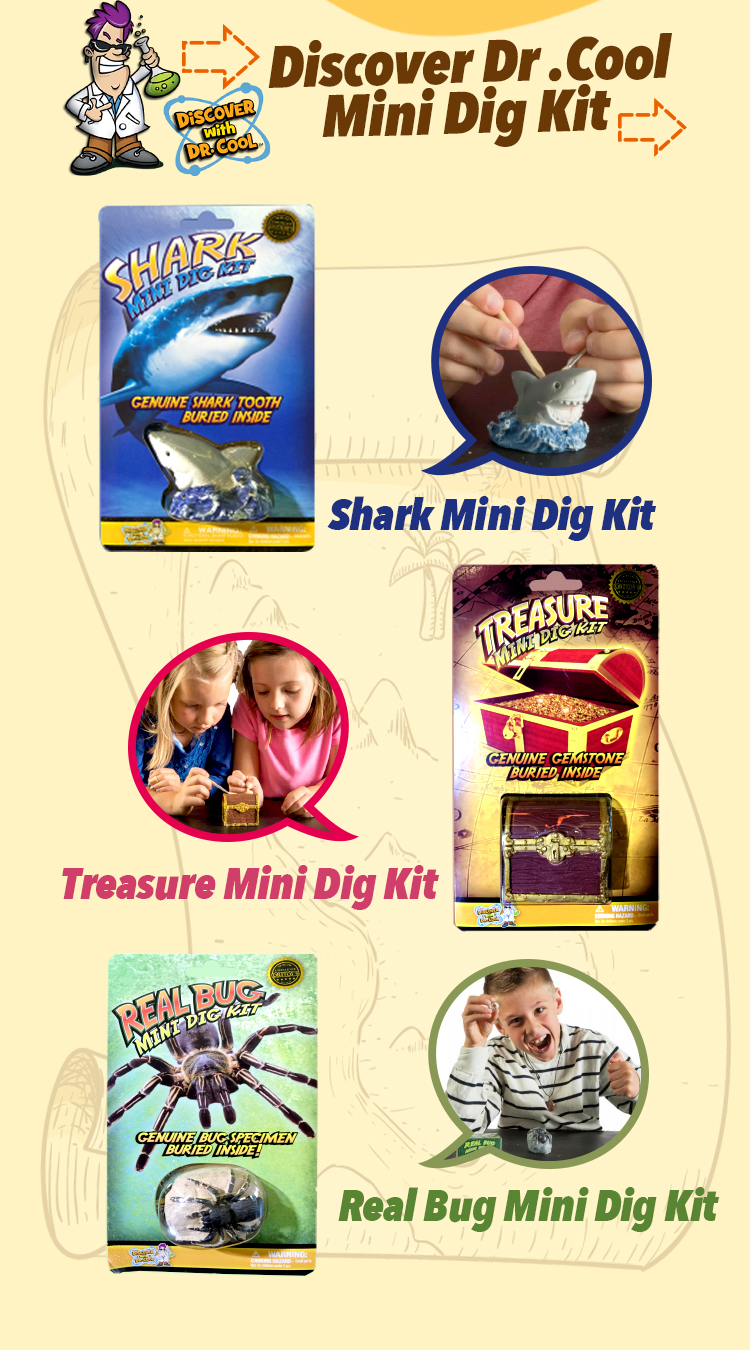 Discover Dr .Cool
Mini Dig Kit
DISCOVER
with
DR. COOL
SHARK
MINI DIG KIT
GENUINE SHARK TOOTH
BURIED INSIDE
WARNING
Shark Mini Dig Kit
TREASURE
MINI DIG KIT
GENUINE GEMSTONE
BURIED INSIDE
WARNING:
Treasure Mini Dig Kit
REAL BUG
MINI DIG KIT
GENUINE BUG SPECIMEN
BURIED INSIDE!
WARNING:
REAL BUG
Real Bug Mini Dig Kit